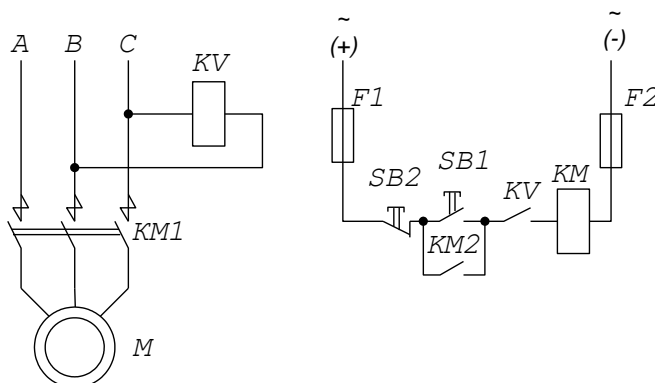 A B C
KV
KM1
M
~ ~
(+) (-)
F1 F2
SB2 SB1 KV KM
KM2